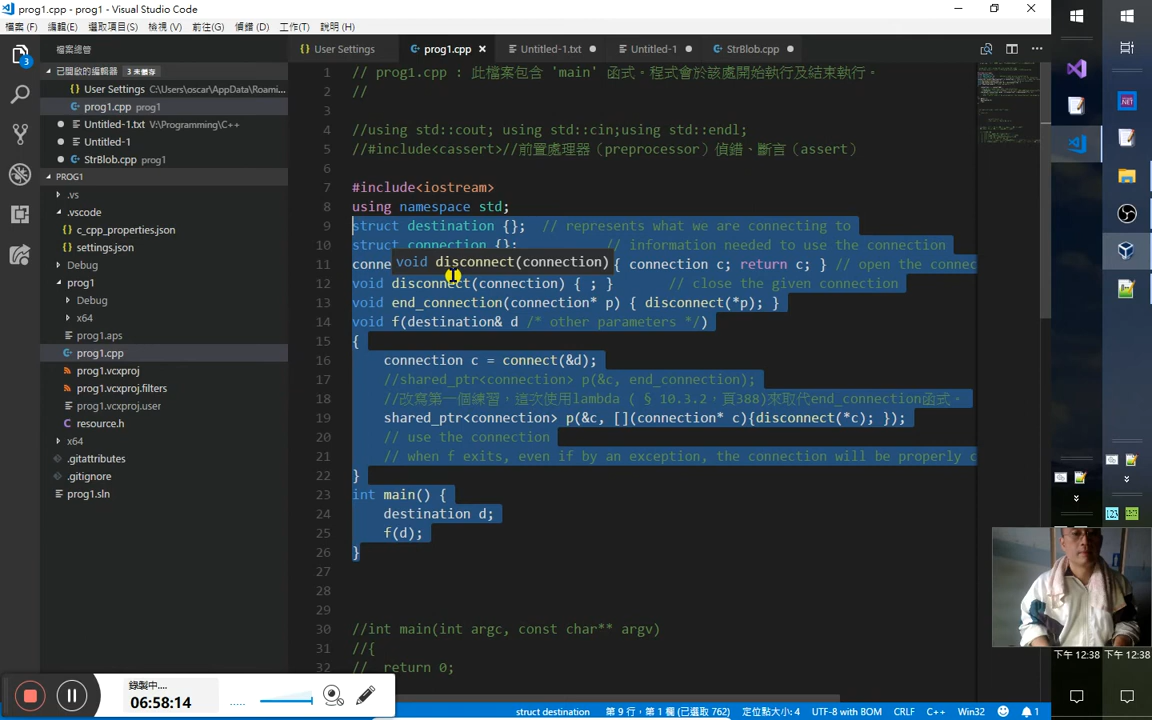 prog1.cpp - prog1 - Visual Studio Code
檔案 (F) 編輯(E) 選取項目(S) 檢視 (V) 前往(G) 偵錯 (D) 工作(T) 說明 (H)
檔案總管
已開啟的編輯器 3 未儲存
User Settings C:\Users\oscar\AppData\Roami...
prog1.cpp prog1
Untitled-1.txt V:\Programming\C++
Untitled-1
StrBlob.cpp prog1
PROG1
.vs
.vscode
c_cpp_properties.json
settings.json
Debug
prog1
Debug
x64
prog1.aps
prog1.cpp
prog1.vcxproj
prog1.vcxproj.filters
prog1.vcxproj.user
resource.h
x64
.gitattributes
.gitignore
prog1.sln
3
User Settings prog1.cpp Untitled-1.txt Untitled-1 StrBlob.cpp
1 // prog1.cpp : 此檔案包含 'main' 函式。程式會於該處開始執行及結束執行。
2 //
3
4 //using std::cout; using std::cin;using std::endl;
5 //#include<cassert>//前置處理器（preprocessor）偵錯、斷言（assert）
6
7 #include<iostream>
8 using namespace std;
9 struct destination {}; // represents what we are connecting to
10 struct connection {}; // information needed to use the connection
11 conne { connection c; return c; } // open the connec
void disconnect(connection)
12 void disconnect(connection) { ; } // close the given connection
13 void end_connection(connection* p) { disconnect(*p); }
14 void f(destination& d /* other parameters */)
15 {
16 connection c = connect(&d);
17 //shared_ptr<connection> p(&c, end_connection);
18 //改寫第一個練習，這次使用lambda ( § 10.3.2，頁388)來取代end_connection函式。
19 shared_ptr<connection> p(&c, [](connection* c){disconnect(*c); });
20 // use the connection
21 // when f exits, even if by an exception, the connection will be properly c
22 }
23 int main() {
24 destination d;
25 f(d);
26 }
27
28
29
30 //int main(int argc, const char** argv)
31 //{
32 // return 0;
錄製中....
06:58:14
struct destination 第 9 行，第 1 欄 (已選取 762) 定位點大小: 4 UTF-8 with BOM CRLF C++ Win32 1
.NET
123
下午 12:38 下午 12:38